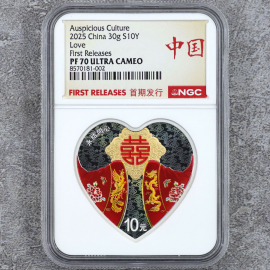 Auspicious Culture
2025 China 30g S10Y
Love
First Releases
PF 70 ULTRA CAMEO
8570181-002
中国
FIRST RELEASES 首期发行
NGC
囍
10元